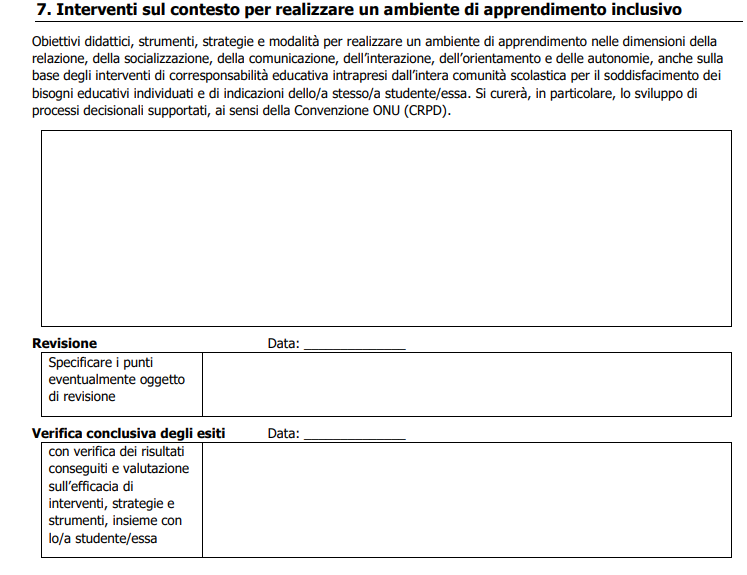 7. Interventi sul contesto per realizzare un ambiente di apprendimento inclusivo
Obiettivi didattici, strumenti, strategie e modalità per realizzare un ambiente di apprendimento nelle dimensioni della
relazione, della socializzazione, della comunicazione, dell'interazione, dell'orientamento e delle autonomie, anche sulla
base degli interventi di corresponsabilità educativa intrapresi dall'intera comunità scolastica per il soddisfacimento dei
bisogni educativi individuati e di indicazioni dello/a stesso/a studente/essa. Si curerà, in particolare, lo sviluppo di
processi decisionali supportati, ai sensi della Convenzione ONU (CRPD).
Revisione Data: _______________
Specificare i punti
eventualmente oggetto
di revisione
Verifica conclusiva degli esiti Data: _______________
con verifica dei risultati
conseguiti e valutazione
sull'efficacia di
interventi, strategie e
strumenti, insieme con
lo/a studente/essa